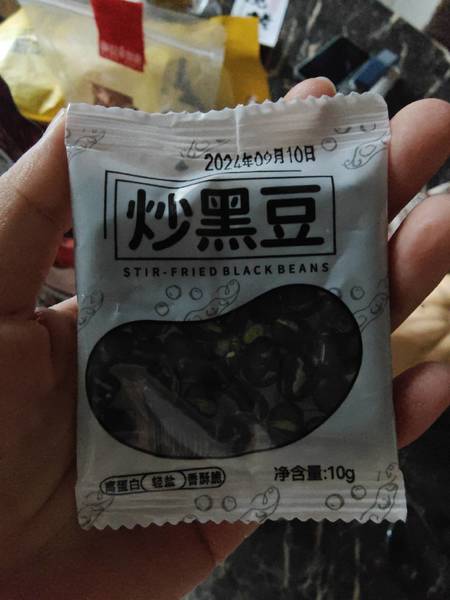 2024年09月10日
炒黑豆
STIR-FRIED BLACK BEANS
高蛋白 轻盐 香酥脆
净含量:10g